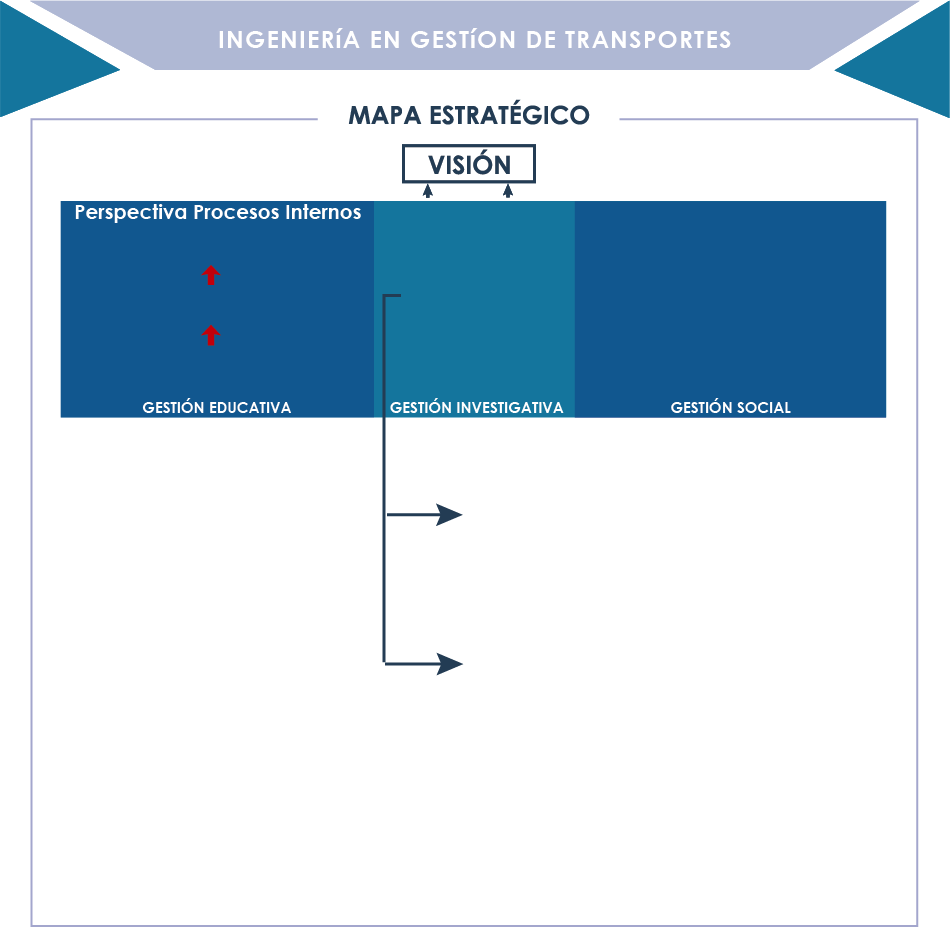 INGENIERíA EN GESTíON DE TRANSPORTES
MAPA ESTRATÉGICO
VISIÓN
Perspectiva Procesos Internos
GESTIÓN EDUCATIVA
GESTIÓN INVESTIGATIVA
GESTIÓN SOCIAL